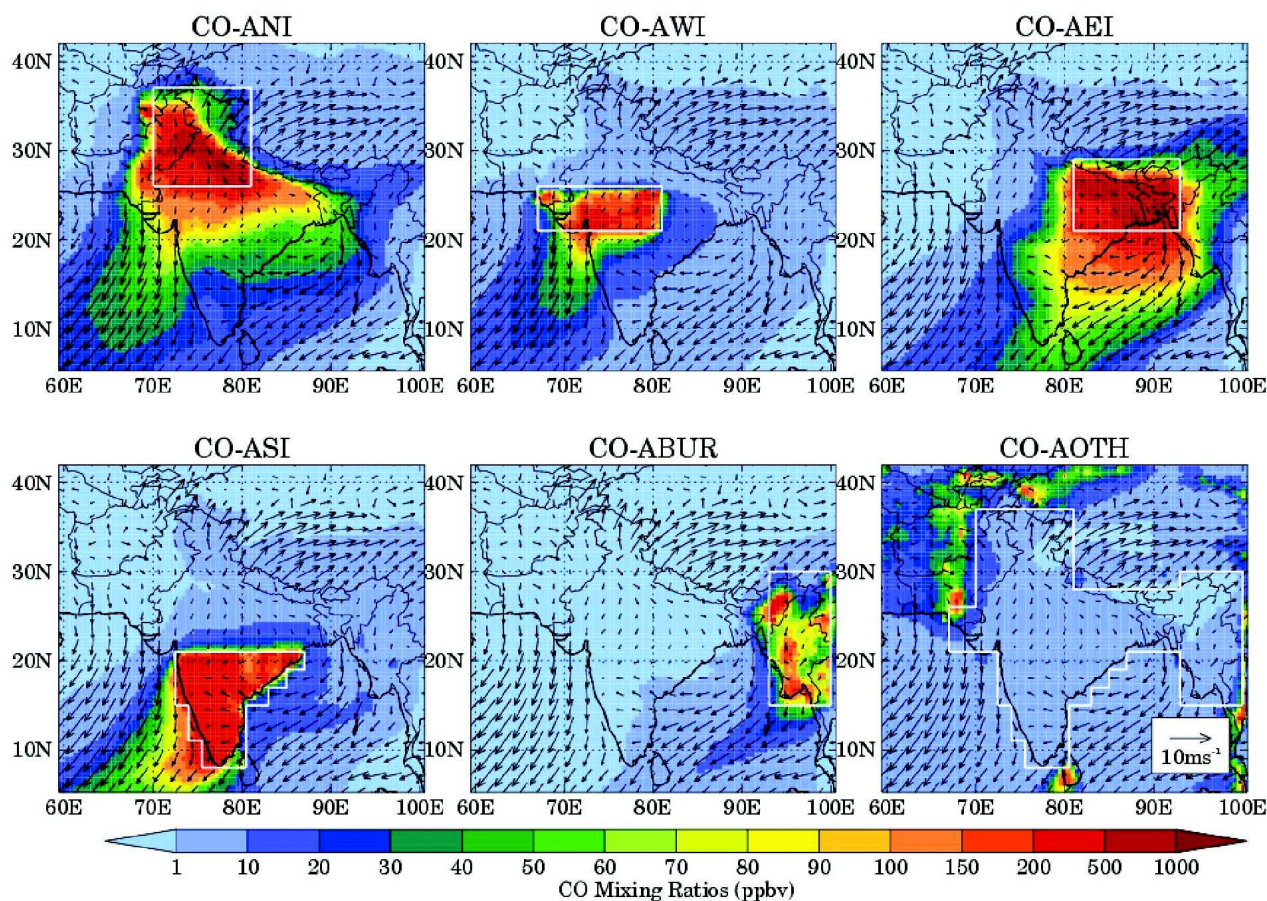 CO-ANI CO-AWI CO-AEI
40N 40N 40N
30N 30N 30N
20N 20N 20N
10N 10N 10N
60E 70E 80E 90E 100E 60E 70E 80E 90E 100E 60E 70E 80E 90E 100E
CO-ASI CO-ABUR CO-AOTH
40N 40N 40N
30N 30N 30N
20N 20N 20N
10N 10N 10N
10ms⁻¹
60E 70E 80E 90E 100E 60E 70E 80E 90E 100E 60E 70E 80E 90E 100E
1 10 20 30 40 50 60 70 80 90 100 150 200 500 1000
CO Mixing Ratios (ppbv)